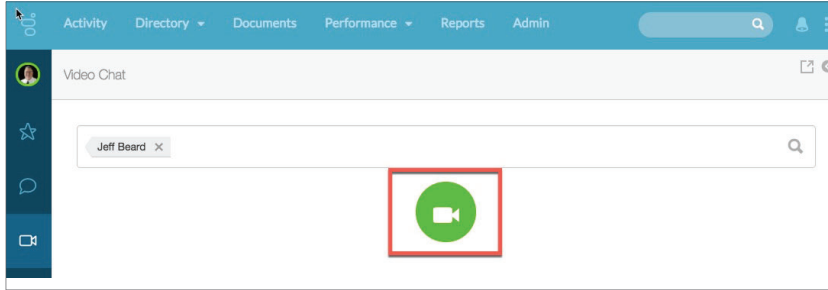 Activity Directory Documents Performance Reports Admin
Video Chat
Jeff Beard